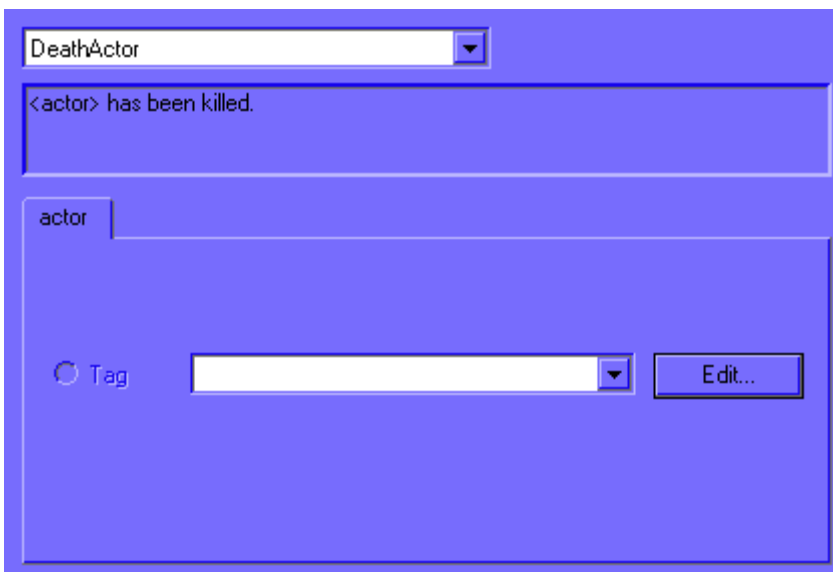 DeathActor
<actor> has been killed.
actor
Tag
Edit...